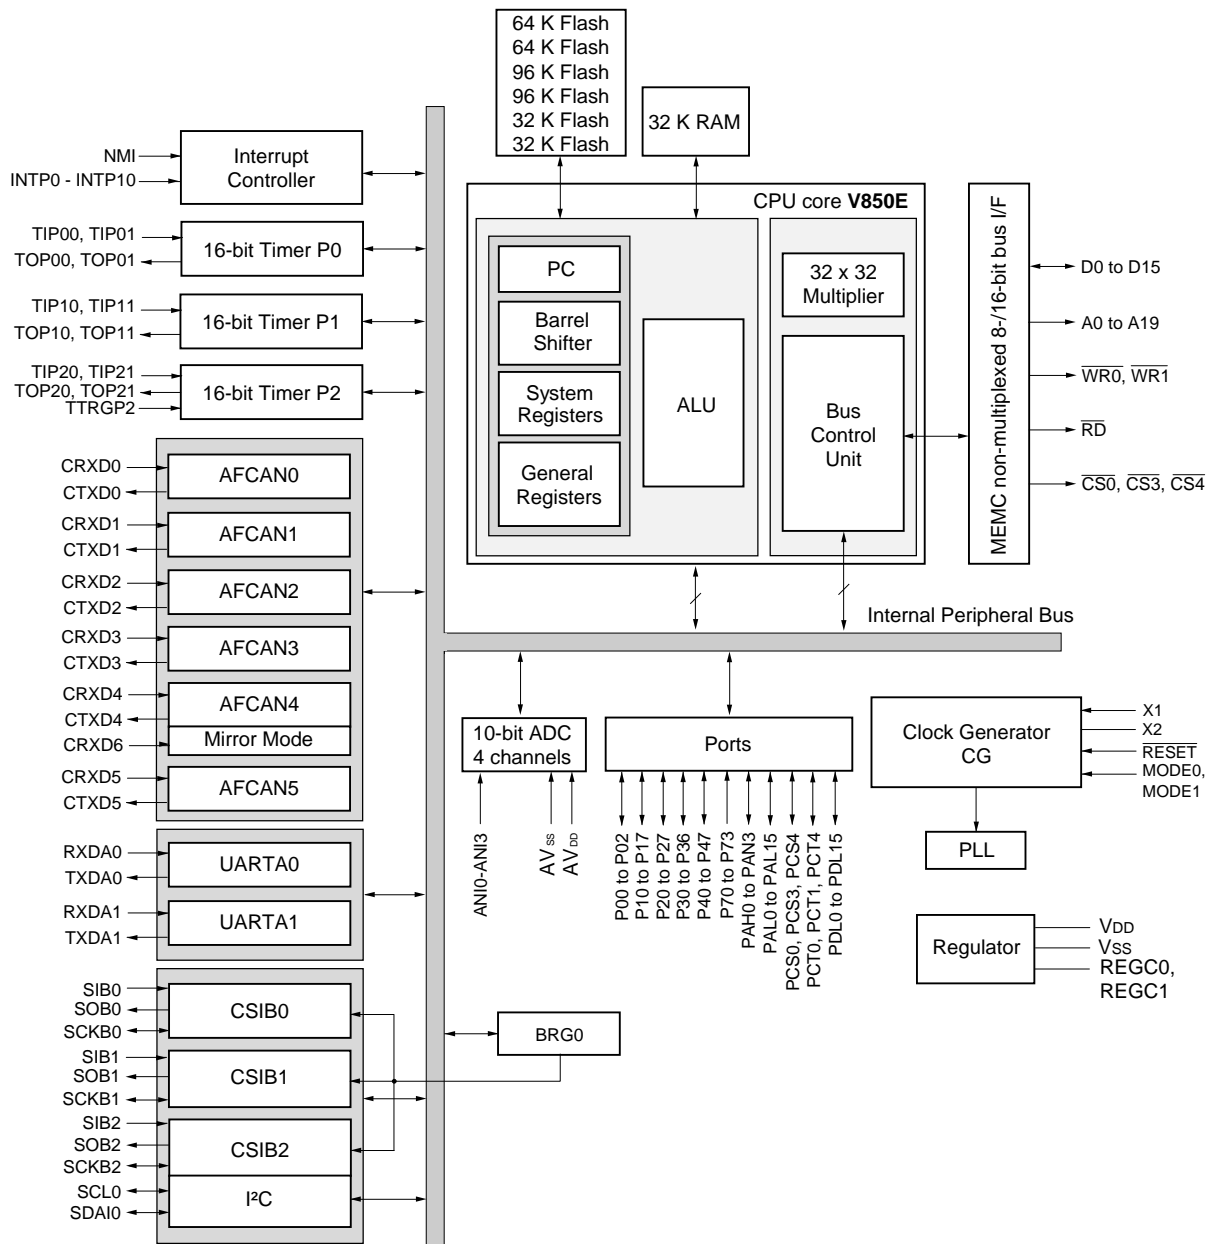 64 K Flash
64 K Flash
96 K Flash
96 K Flash
32 K Flash
32 K Flash
32 K RAM
NMI
INTP0 - INTP10
Interrupt
Controller
TIP00, TIP01
TOP00, TOP01
16-bit Timer P0
TIP10, TIP11
TOP10, TOP11
16-bit Timer P1
TIP20, TIP21
TOP20, TOP21
TTRGP2
16-bit Timer P2
CPU core V850E
PC
Barrel
Shifter
System
Registers
General
Registers
ALU
32 x 32
Multiplier
Bus
Control
Unit
MEMC non-multiplexed 8-/16-bit bus I/F
D0 to D15
A0 to A19
WR0, WR1
RD
CS0, CS3, CS4
CRXD0
CTXD0
AFCAN0
CRXD1
CTXD1
AFCAN1
CRXD2
CTXD2
AFCAN2
CRXD3
CTXD3
AFCAN3
CRXD4
CTXD4
AFCAN4
CRXD6
Mirror Mode
CRXD5
CTXD5
AFCAN5
Internal Peripheral Bus
10-bit ADC
4 channels
ANI0-ANI3
AVSS
AVDD
Ports
P00 to P02
P10 to P17
P20 to P27
P30 to P36
P40 to P47
P70 to P73
PAH0 to PAN3
PAL0 to PAL15
PCS0, PCS3, PCS4
PCT0, PCT1, PCT4
PDL0 to PDL15
Clock Generator
CG
X1
X2
RESET
MODE0,
MODE1
PLL
Regulator
VDD
VSS
REGC0,
REGC1
RXDA0
TXDA0
UARTA0
RXDA1
TXDA1
UARTA1
SIB0
SOB0
SCKB0
CSIB0
SIB1
SOB1
SCKB1
CSIB1
SIB2
SOB2
SCKB2
CSIB2
SCL0
SDAI0
I²C
BRG0